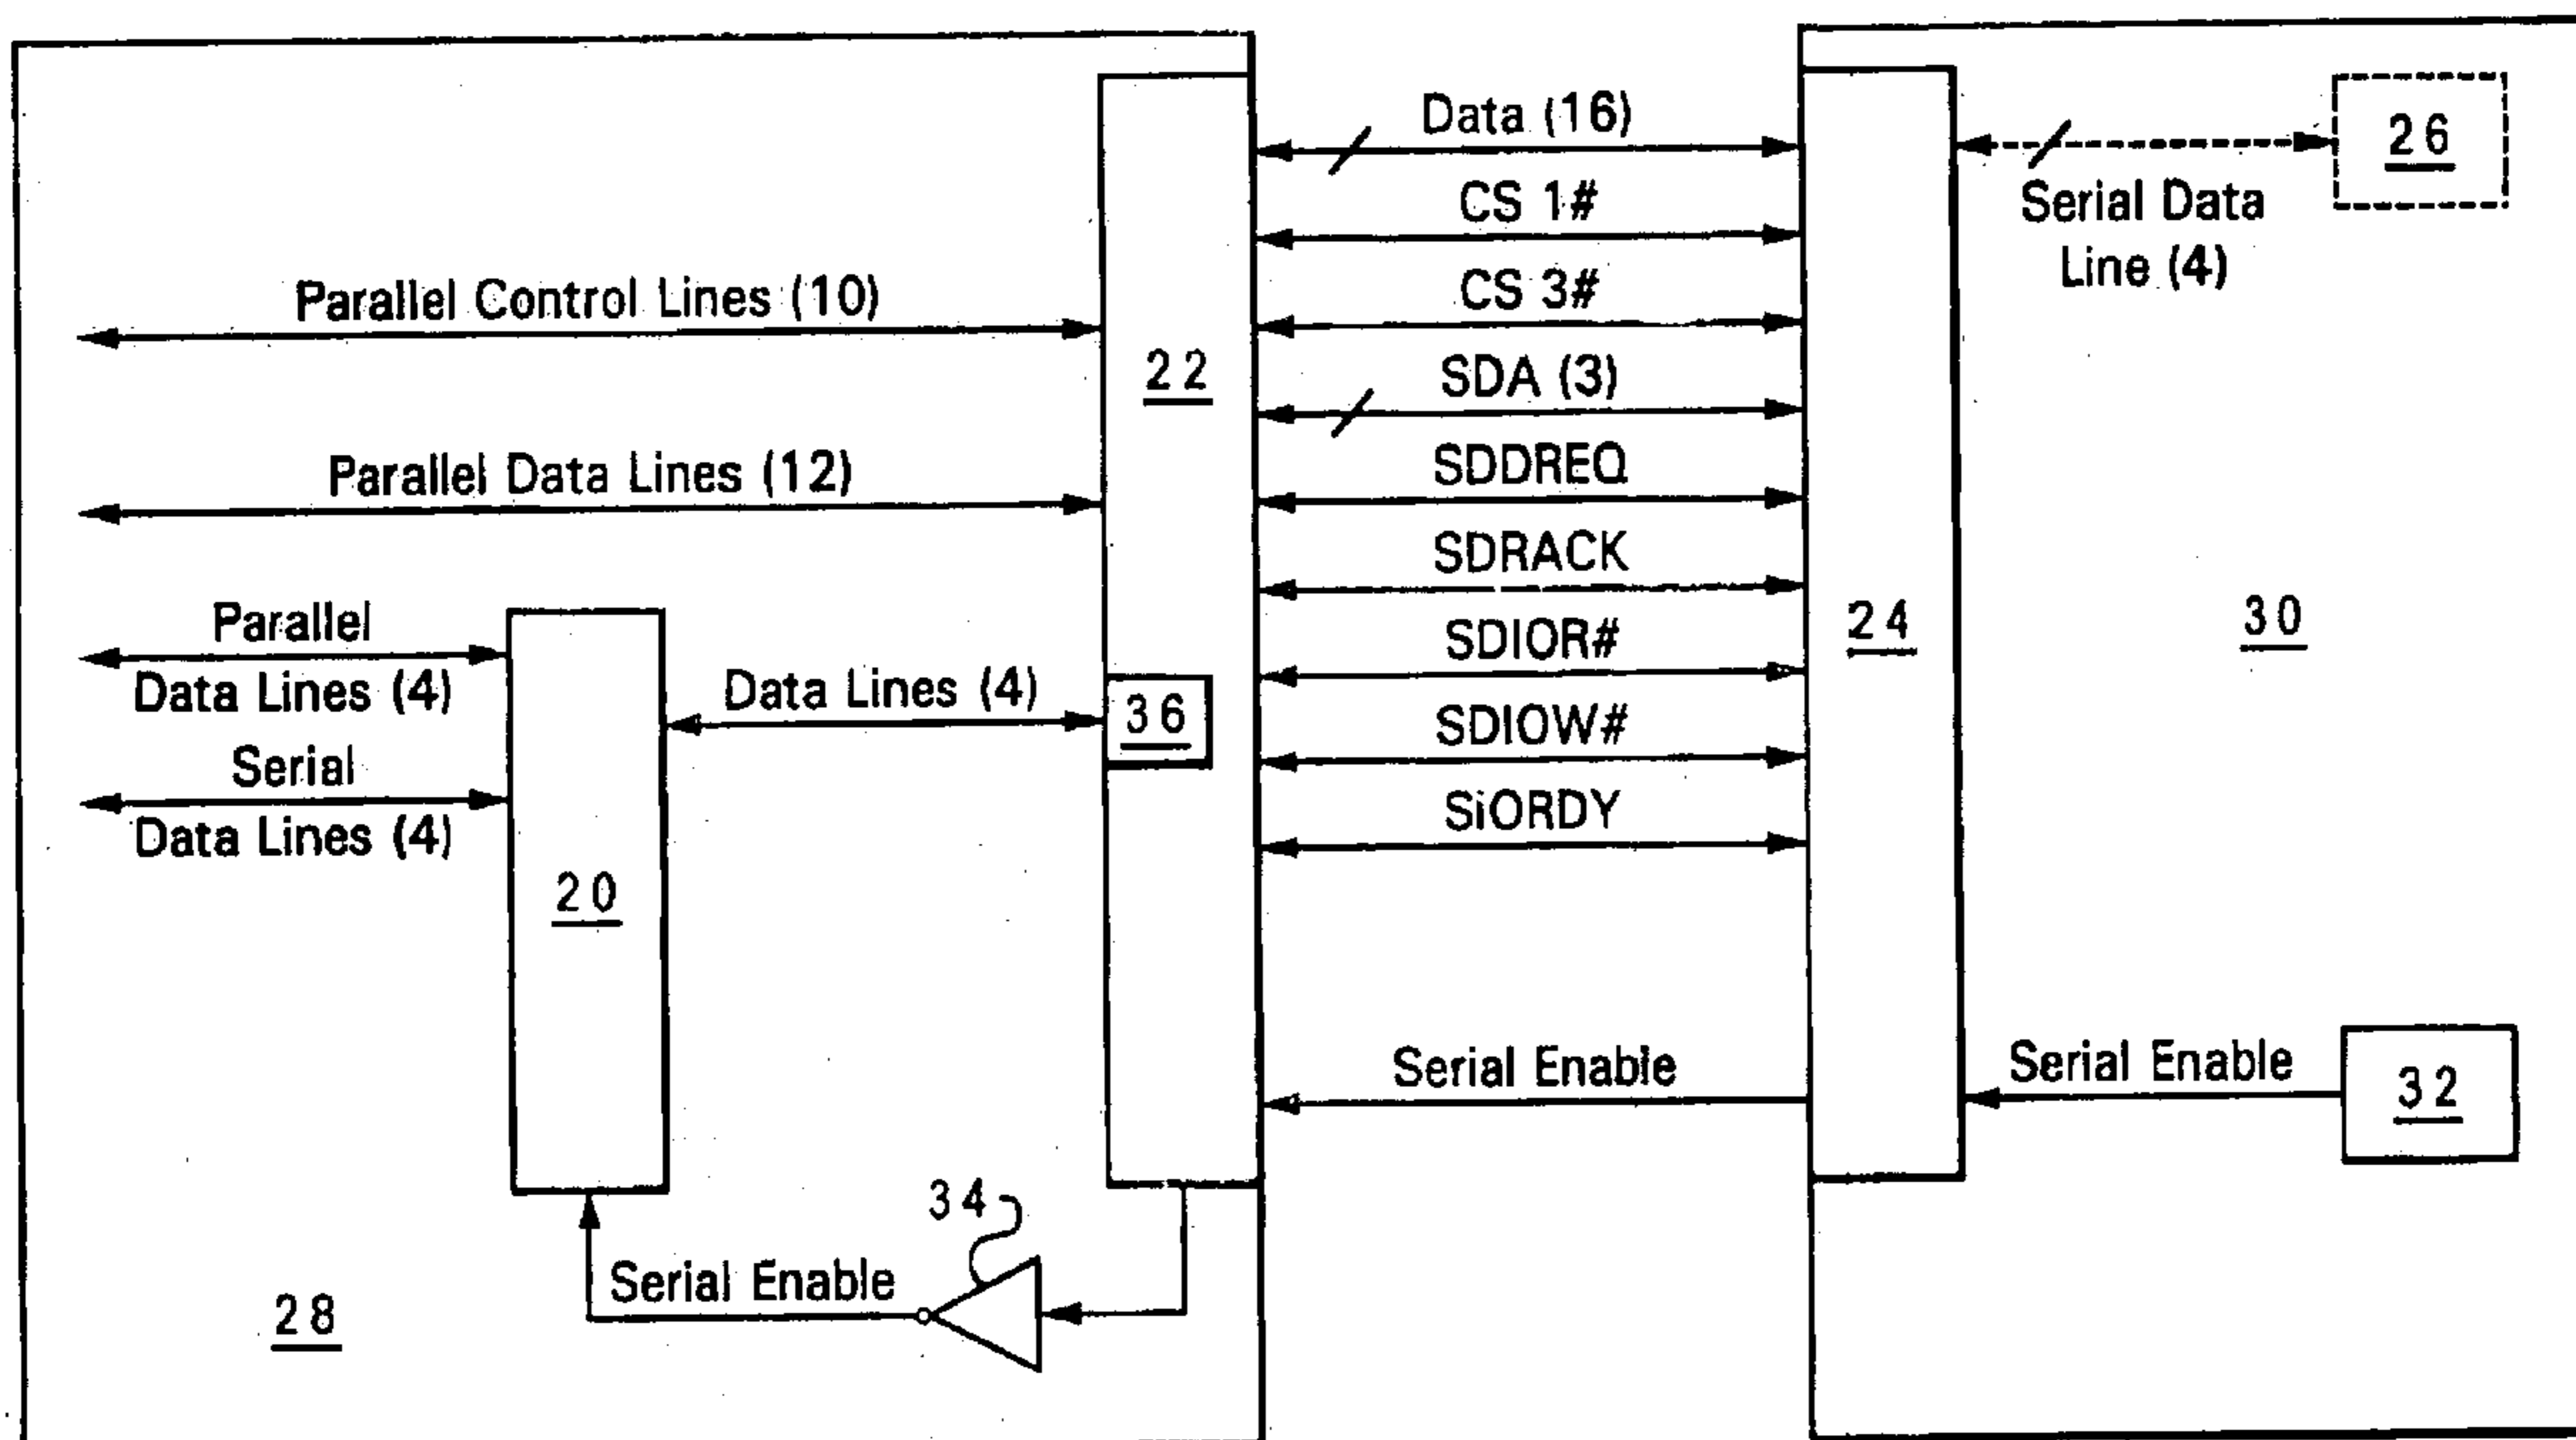 Parallel Control Lines (10)
Parallel Data Lines (12)
Parallel
Data Lines (4)
Serial
Data Lines (4)
20
Data Lines (4)
36
22
34
Serial Enable
28
Data (16)
CS 1#
CS 3#
SDA (3)
SDDREQ
SDRACK
SDIOR#
SDIOW#
SiORDY
Serial Enable
24
26
Serial Data
Line (4)
30
Serial Enable
32